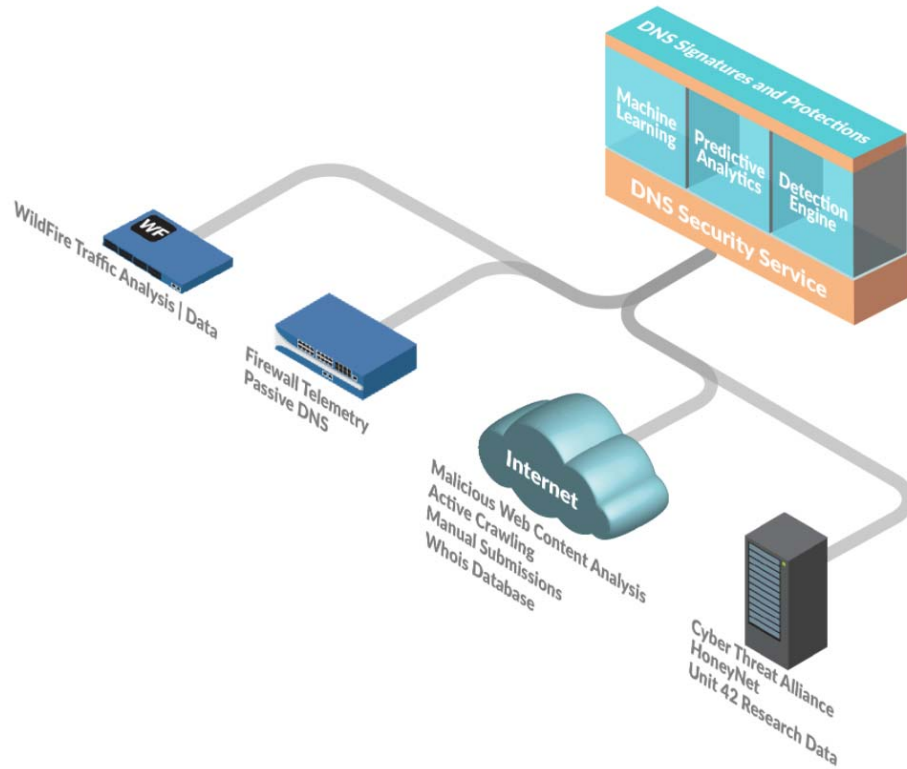 DNS Signatures and Protections
Machine
Learning
Predictive
Analytics
Detection
Engine
DNS Security Service
WF
WildFire Traffic Analysis | Data
Firewall Telemetry
Passive DNS
Internet
Malicious Web Content Analysis
Active Crawling
Manual Submissions
Whois Database
Cyber Threat Alliance
HoneyNet
Unit 42 Research Data